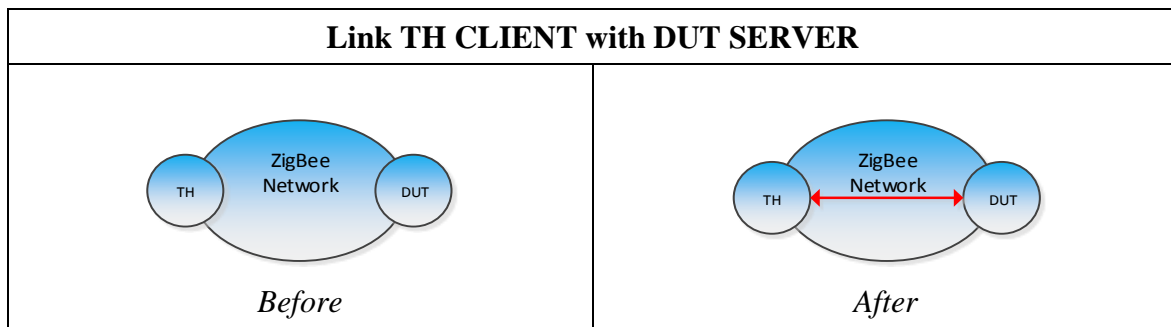 Link TH CLIENT with DUT SERVER
ZigBee
Network
TH
DUT
Before
ZigBee
Network
TH
DUT
After